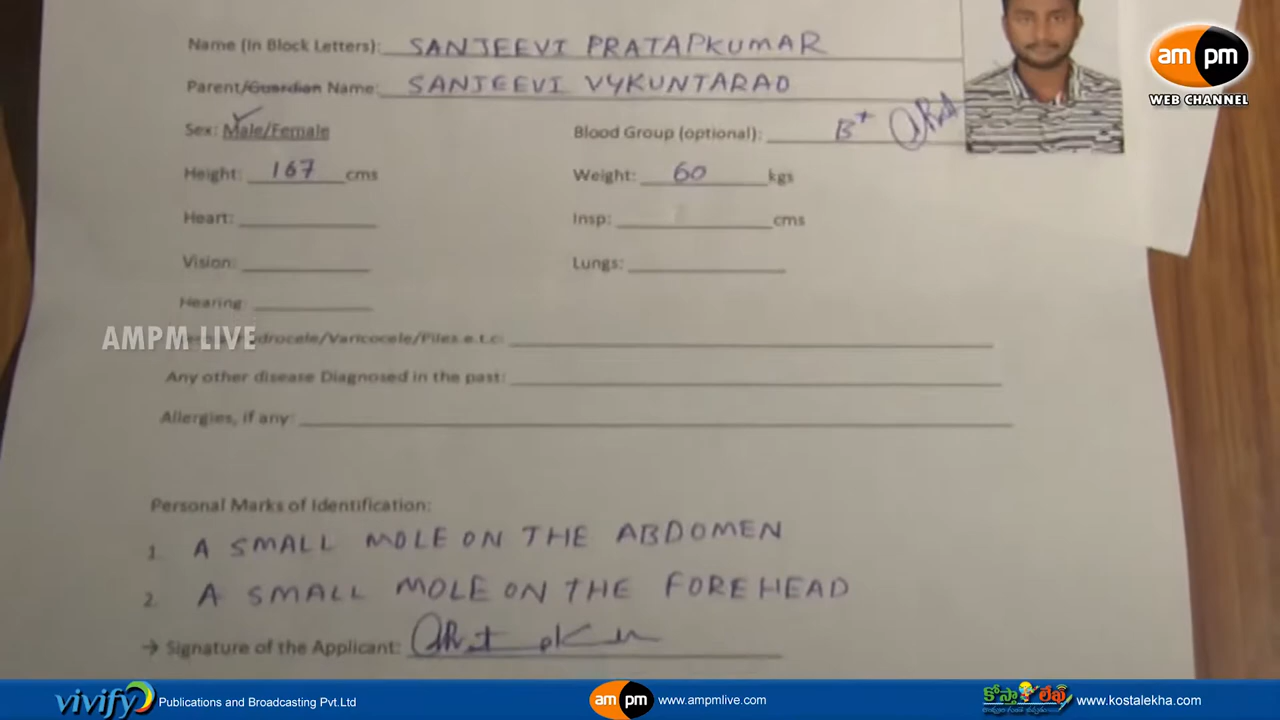 Name (In Block Letters): SANJEEVI PRATAPKUMAR
am pm
WEB CHANNEL
Parent/Guardian Name: SANJEEVI VYKUNTARAO
Sex: Male/Female
Blood Group (optional): B+
Height: 167 cms
Weight: 60 kgs
Heart:
Insp: cms
Vision:
Lungs:
Hearing:
AMPM LIVE
drocele/Varicocele/Piles e.t.c:
Any other disease Diagnosed in the past:
Allergies, if any:
Personal Marks of Identification:
1. A SMALL MOLE ON THE ABDOMEN
2. A SMALL MOLE ON THE FOREHEAD
→ Signature of the Applicant:
vivify Publications and Broadcasting Pvt.Ltd
am pm www.ampmlive.com
కోస్తా లేఖ www.kostalekha.com